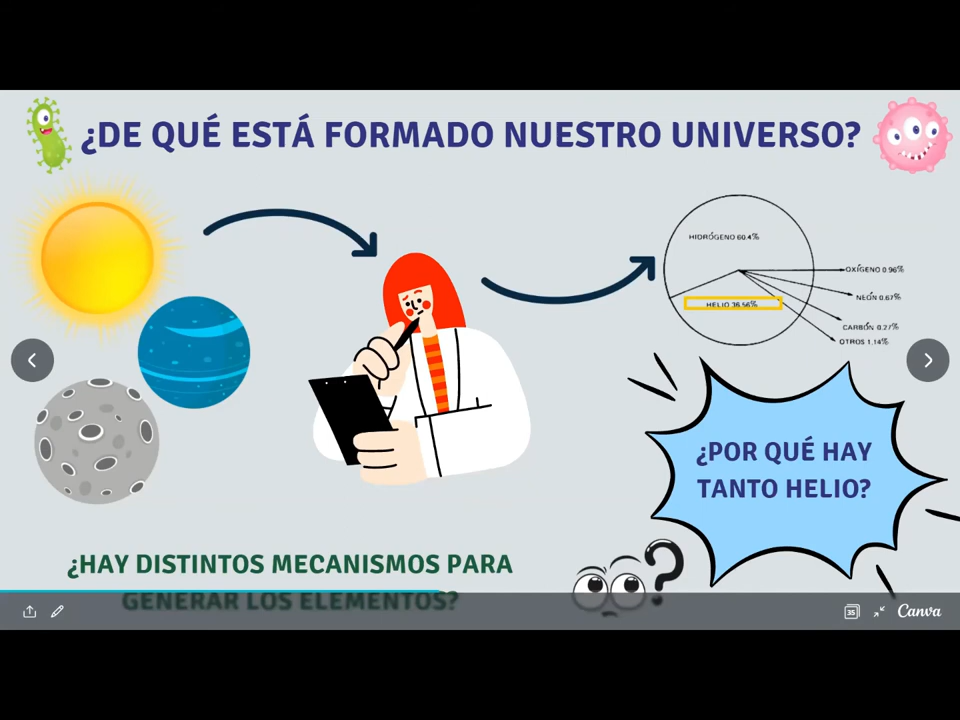 ¿DE QUÉ ESTÁ FORMADO NUESTRO UNIVERSO?
HIDRÓGENO 60.4%
OXÍGENO 0.96%
NEÓN 0.67%
HELIO 36.56%
CARBÓN 0.27%
OTROS 1.14%
¿POR QUÉ HAY
TANTO HELIO?
¿HAY DISTINTOS MECANISMOS PARA
GENERAR LOS ELEMENTOS?
35
Canva